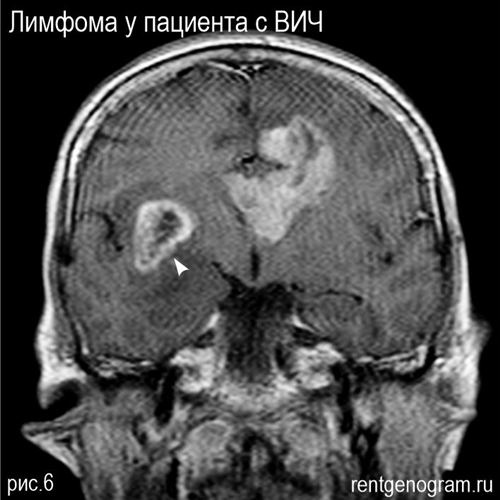 Лимфома у пациента с ВИЧ
рис.6
rentgenogram.ru